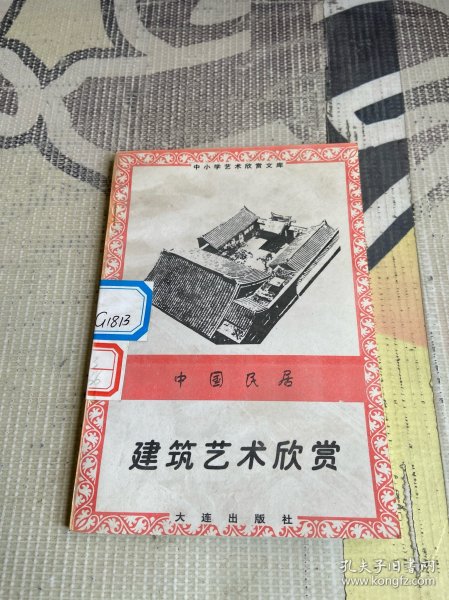 中小学艺术欣赏文库
G1813
中国民居
建筑艺术欣赏
大连出版社
孔夫子旧书网
www.kongfz.com